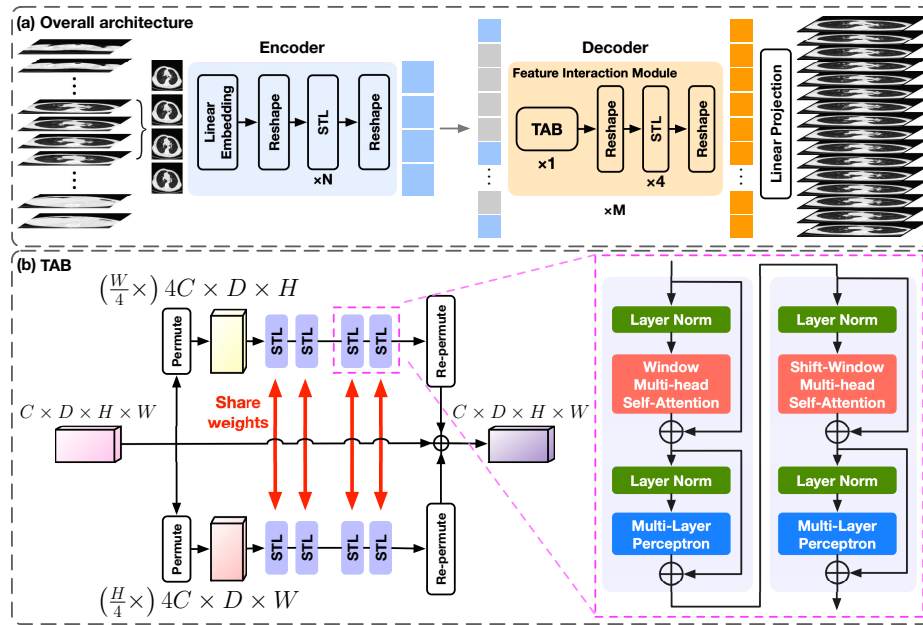 (a) Overall architecture
Encoder
Linear
Embedding
Reshape
STL
Reshape
×N
Decoder
Feature Interaction Module
TAB
Reshape
STL
Reshape
×1
×4
×M
Linear Projection
(b) TAB
(W/4 ×) 4C × D × H
Permute
STL
STL
STL
STL
Re-permute
Share
weights
C × D × H × W
C × D × H × W
Permute
STL
STL
STL
STL
Re-permute
(H/4 ×) 4C × D × W
Layer Norm
Window
Multi-head
Self-Attention
Layer Norm
Multi-Layer
Perceptron
Layer Norm
Shift-Window
Multi-head
Self-Attention
Layer Norm
Multi-Layer
Perceptron